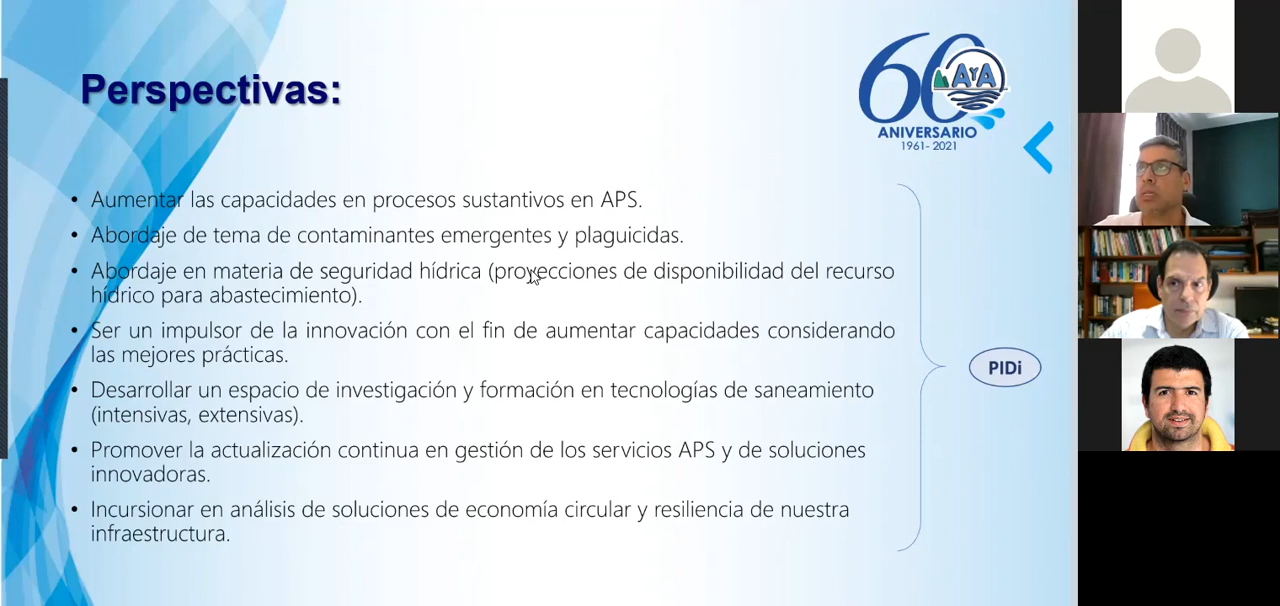 Perspectivas:
60
AyA
ANIVERSARIO
1961- 2021
• Aumentar las capacidades en procesos sustantivos en APS.
• Abordaje de tema de contaminantes emergentes y plaguicidas.
• Abordaje en materia de seguridad hídrica (proyecciones de disponibilidad del recurso
hídrico para abastecimiento).
• Ser un impulsor de la innovación con el fin de aumentar capacidades considerando
las mejores prácticas.
• Desarrollar un espacio de investigación y formación en tecnologías de saneamiento
(intensivas, extensivas).
• Promover la actualización continua en gestión de los servicios APS y de soluciones
innovadoras.
• Incursionar en análisis de soluciones de economía circular y resiliencia de nuestra
infraestructura.
PIDi